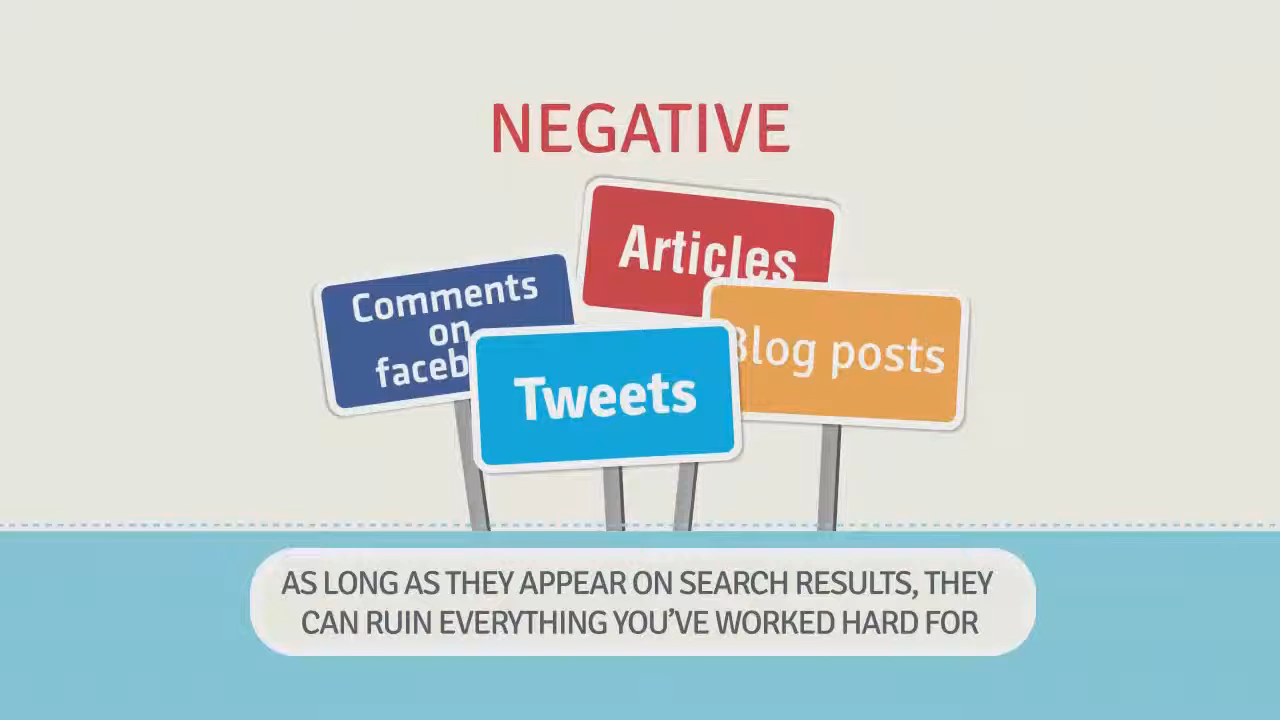 NEGATIVE
Articles
Comments
on
faceb
Blog posts
Tweets
AS LONG AS THEY APPEAR ON SEARCH RESULTS, THEY
CAN RUIN EVERYTHING YOU'VE WORKED HARD FOR